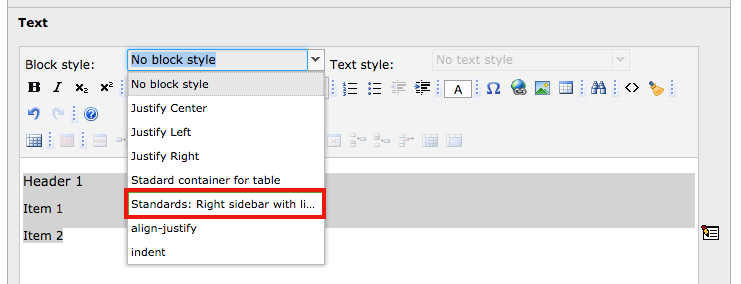 Text
Block style: No block style Text style: No text style
No block style
B I x₂ x² A Ω <>
Justify Center
Justify Left
Justify Right
Stadard container for table
Standards: Right sidebar with li...
align-justify
indent
Header 1
Item 1
Item 2